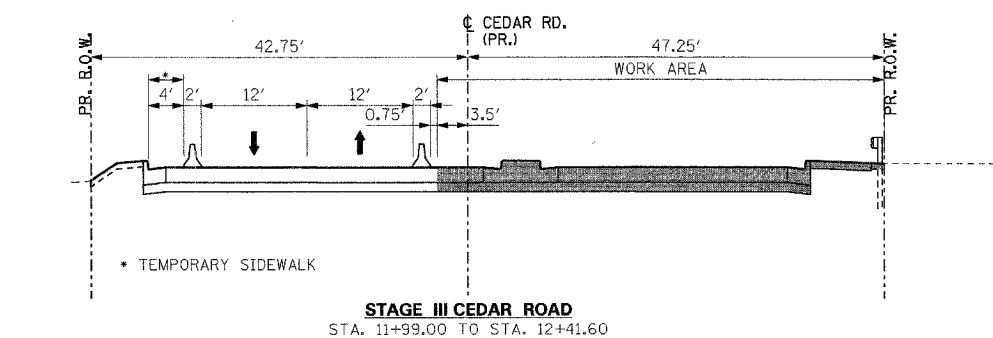 ℄ CEDAR RD.
(PR.)
PR. R.O.W.
42.75'
47.25'
PR. R.O.W.
WORK AREA
*
4'
2'
12'
12'
2'
0.75'
3.5'
* TEMPORARY SIDEWALK
STAGE III CEDAR ROAD
STA. 11+99.00 TO STA. 12+41.60